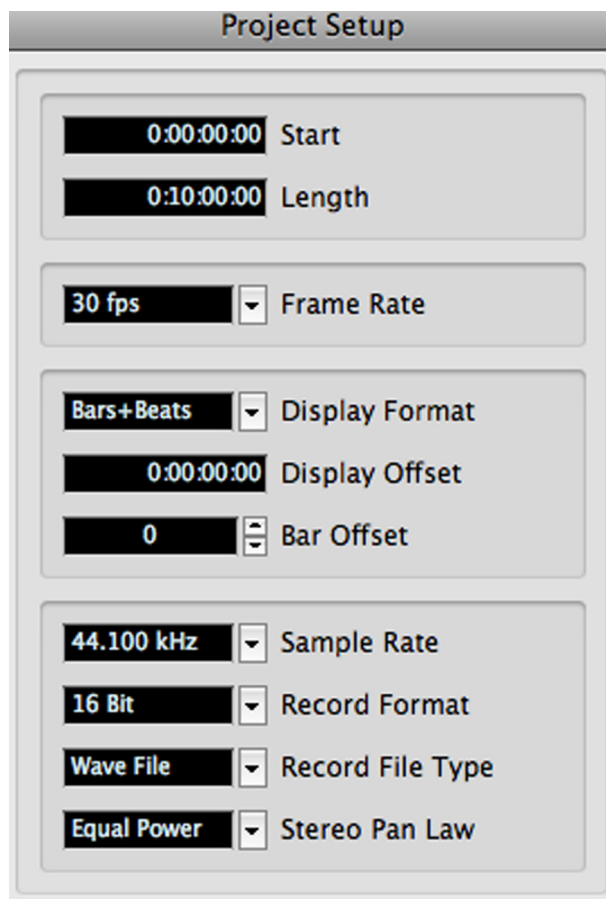 Project Setup
0:00:00:00 Start
0:10:00:00 Length
30 fps Frame Rate
Bars+Beats Display Format
0:00:00:00 Display Offset
0 Bar Offset
44.100 kHz Sample Rate
16 Bit Record Format
Wave File Record File Type
Equal Power Stereo Pan Law